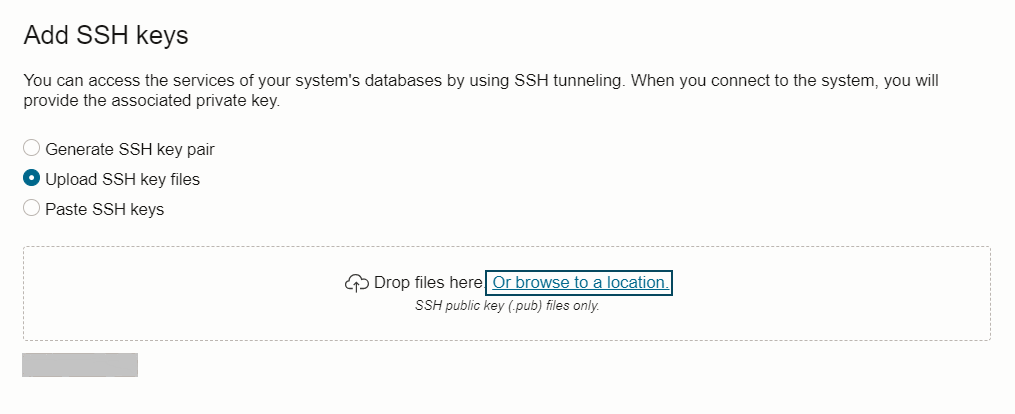 Add SSH keys
You can access the services of your system's databases by using SSH tunneling. When you connect to the system, you will
provide the associated private key.
Generate SSH key pair
Upload SSH key files
Paste SSH keys
Drop files here. Or browse to a location.
SSH public key (.pub) files only.